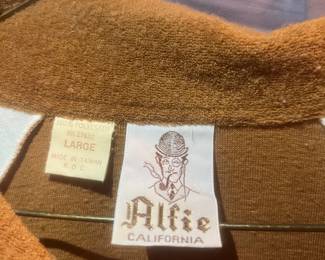 LARGE
MADE IN TAIWAN
R.O.C.
Alfie
CALIFORNIA